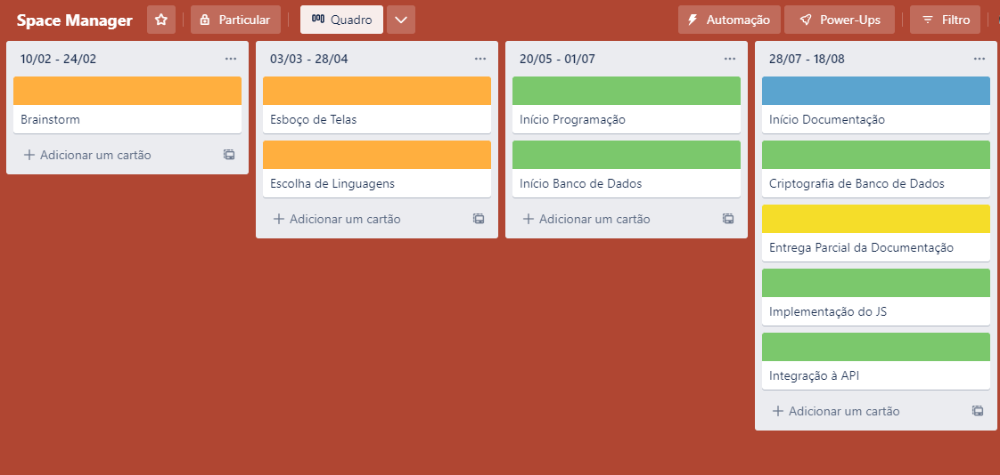 Space Manager
Particular
Quadro
Automação
Power-Ups
Filtro
10/02 - 24/02
Brainstorm
Adicionar um cartão
03/03 - 28/04
Esboço de Telas
Escolha de Linguagens
Adicionar um cartão
20/05 - 01/07
Início Programação
Início Banco de Dados
Adicionar um cartão
28/07 - 18/08
Início Documentação
Criptografia de Banco de Dados
Entrega Parcial da Documentação
Implementação do JS
Integração à API
Adicionar um cartão